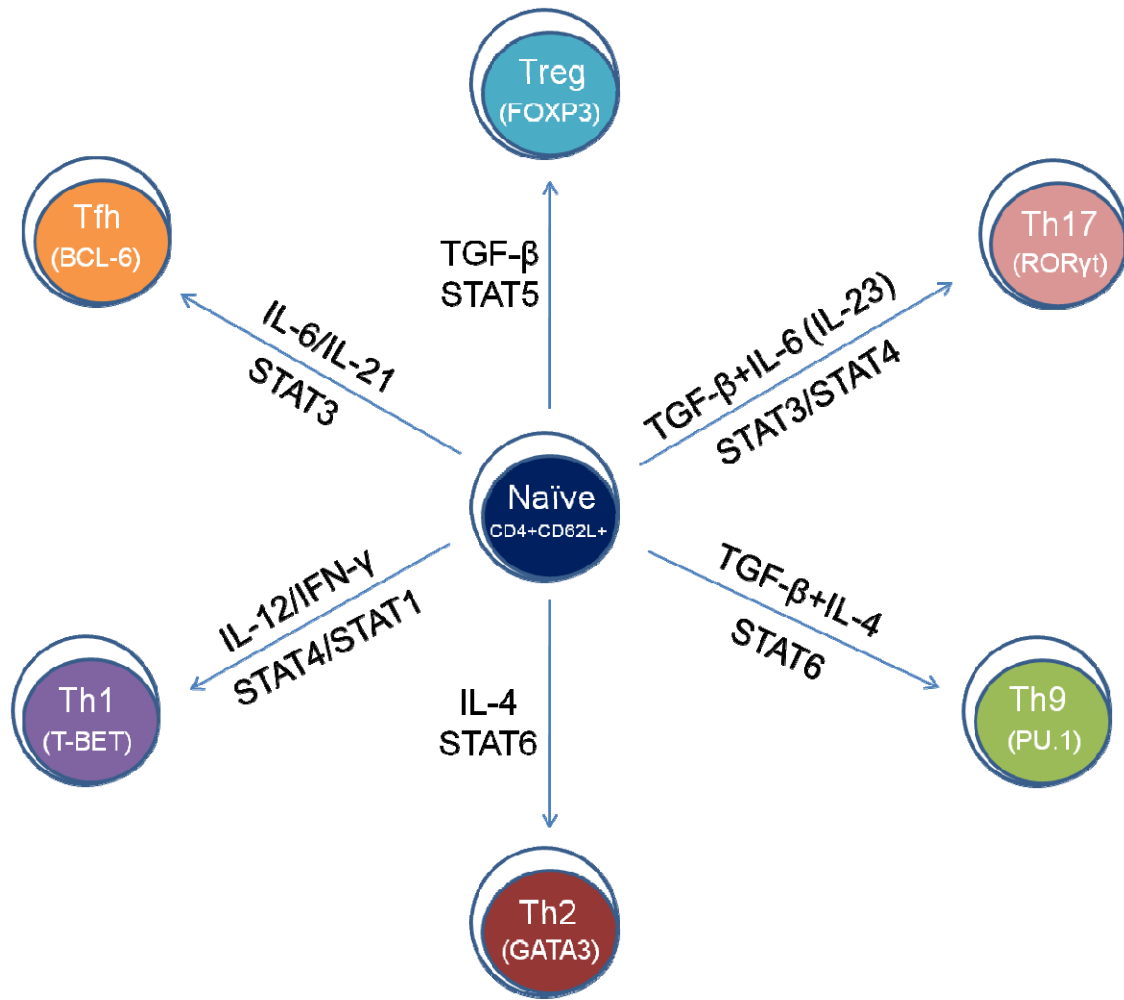 Treg
(FOXP3)
Tfh
(BCL-6)
Th17
(RORγt)
TGF-β
STAT5
IL-6/IL-21
STAT3
TGF-β+IL-6 (IL-23)
STAT3/STAT4
Naïve
CD4+CD62L+
IL-12/IFN-γ
STAT4/STAT1
TGF-β+IL-4
STAT6
IL-4
STAT6
Th1
(T-BET)
Th9
(PU.1)
Th2
(GATA3)